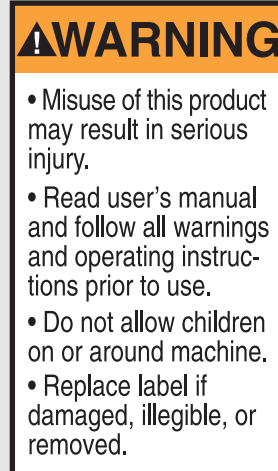 WARNING
• Misuse of this product
may result in serious
injury.
• Read user's manual
and follow all warnings
and operating instruc-
tions prior to use.
• Do not allow children
on or around machine.
• Replace label if
damaged, illegible, or
removed.